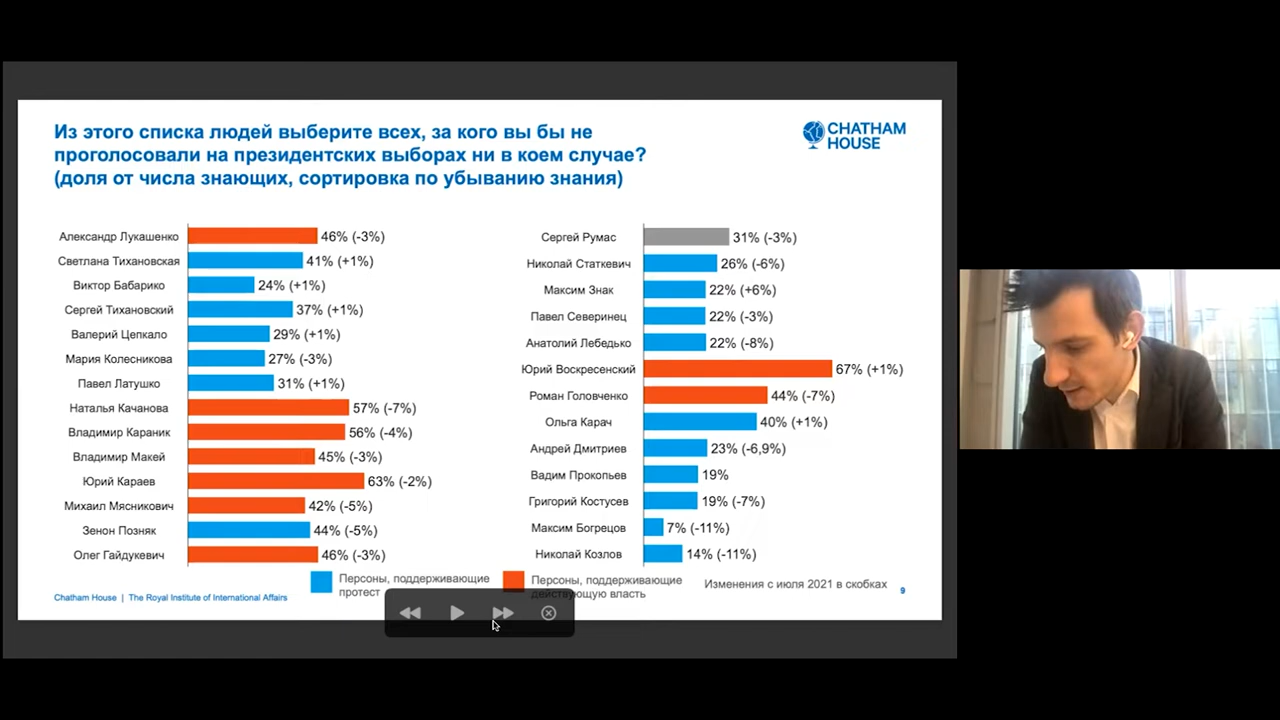 Из этого списка людей выберите всех, за кого вы бы не
проголосовали на президентских выборах ни в коем случае?
(доля от числа знающих, сортировка по убыванию знания)
CHATHAM
HOUSE
Александр Лукашенко 46% (-3%)
Светлана Тихановская 41% (+1%)
Виктор Бабарико 24% (+1%)
Сергей Тихановский 37% (+1%)
Валерий Цепкало 29% (+1%)
Мария Колесникова 27% (-3%)
Павел Латушко 31% (+1%)
Наталья Качанова 57% (-7%)
Владимир Караник 56% (-4%)
Владимир Макей 45% (-3%)
Юрий Караев 63% (-2%)
Михаил Мясникович 42% (-5%)
Зенон Позняк 44% (-5%)
Олег Гайдукевич 46% (-3%)
Сергей Румас 31% (-3%)
Николай Статкевич 26% (-6%)
Максим Знак 22% (+6%)
Павел Северинец 22% (-3%)
Анатолий Лебедько 22% (-8%)
Юрий Воскресенский 67% (+1%)
Роман Головченко 44% (-7%)
Ольга Карач 40% (+1%)
Андрей Дмитриев 23% (-6,9%)
Вадим Прокопьев 19%
Григорий Костусев 19% (-7%)
Максим Богрецов 7% (-11%)
Николай Козлов 14% (-11%)
Персоны, поддерживающие
протест
Персоны, поддерживающие
действующую власть
Изменения с июля 2021 в скобках
Chatham House | The Royal Institute of International Affairs
9